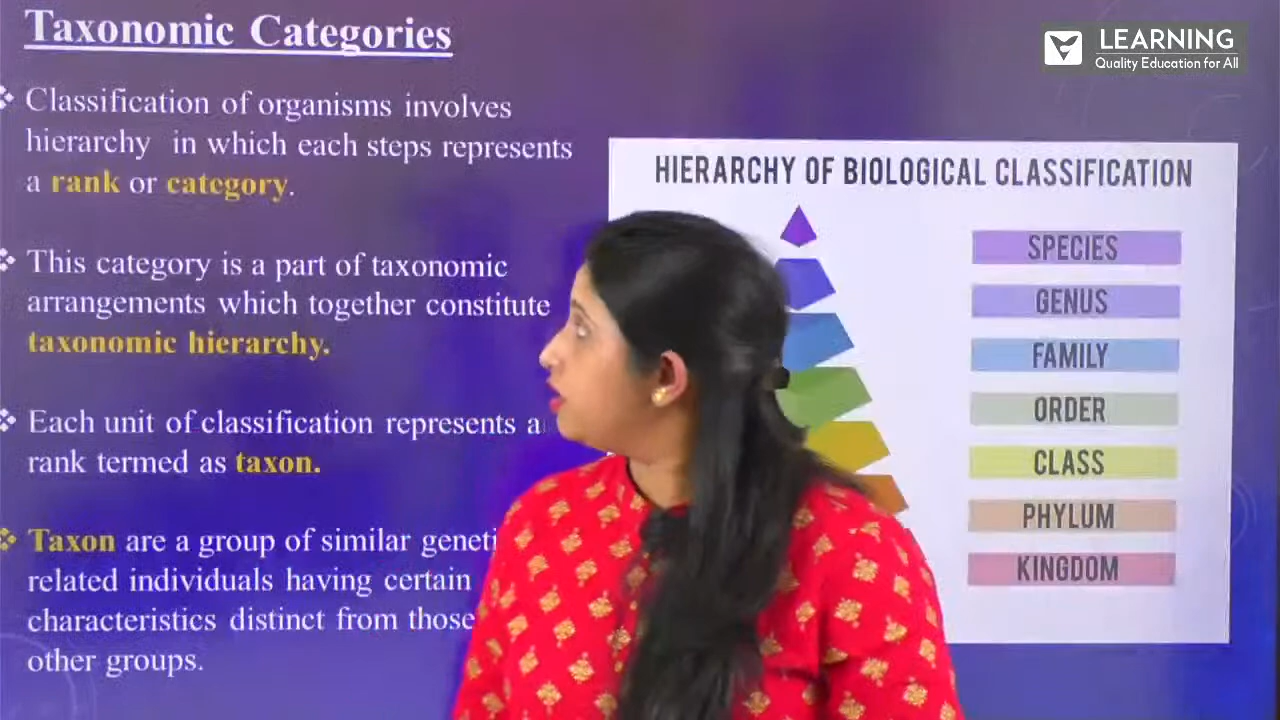 Taxonomic Categories
Classification of organisms involves
hierarchy in which each steps represents
a rank or category.
This category is a part of taxonomic
arrangements which together constitute
taxonomic hierarchy.
Each unit of classification represents a
rank termed as taxon.
Taxon are a group of similar
related individuals having certain
characteristics distinct from those
other groups.
LEARNING
Quality Education for All
HIERARCHY OF BIOLOGICAL CLASSIFICATION
SPECIES
GENUS
FAMILY
ORDER
CLASS
PHYLUM
KINGDOM